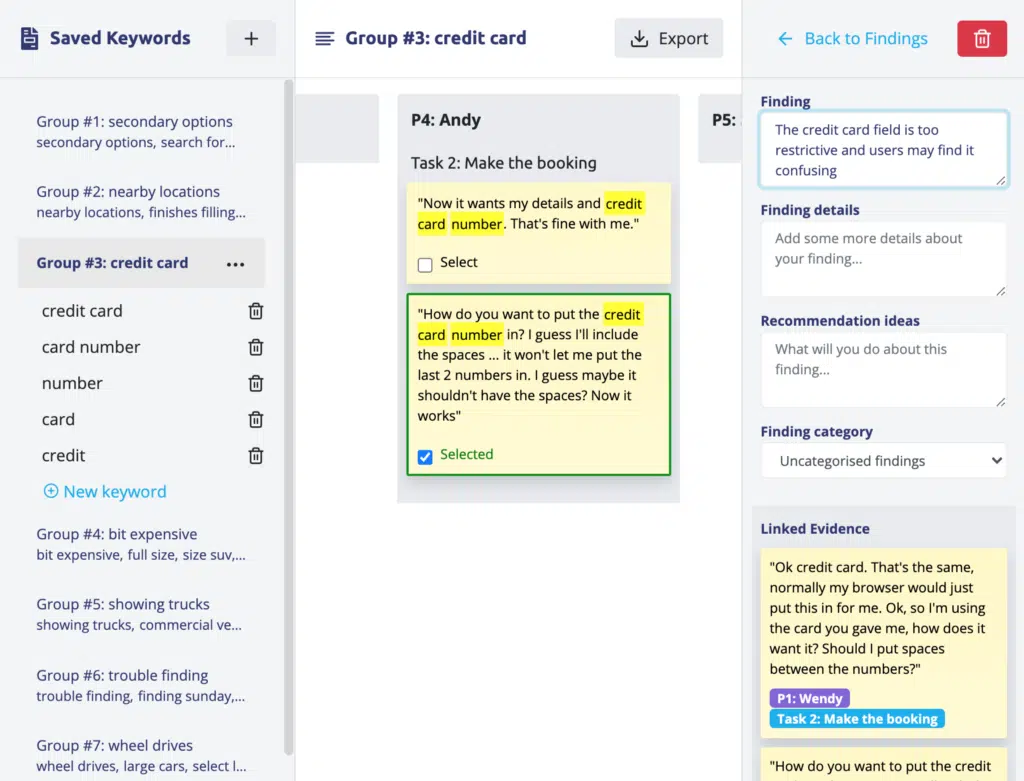 Saved Keywords
Group #1: secondary options
secondary options, search for...
Group #2: nearby locations
nearby locations, finishes filling...
Group #3: credit card
credit card
card number
number
card
credit
New keyword
Group #4: bit expensive
bit expensive, full size, size suv,...
Group #5: showing trucks
showing trucks, commercial ve...
Group #6: trouble finding
trouble finding, finding sunday,...
Group #7: wheel drives
wheel drives, large cars, select l...
Group #3: credit card
Export
P4: Andy
Task 2: Make the booking
"Now it wants my details and credit
card number. That's fine with me."
Select
"How do you want to put the credit
card number in? I guess I'll include
the spaces ... it won't let me put the
last 2 numbers in. I guess maybe it
shouldn't have the spaces? Now it
works"
Selected
P5:
Back to Findings
Finding
The credit card field is too
restrictive and users may find it
confusing
Finding details
Add some more details about
your finding...
Recommendation ideas
What will you do about this
finding...
Finding category
Uncategorised findings
Linked Evidence
"Ok credit card. That's the same,
normally my browser would just
put this in for me. Ok, so I'm using
the card you gave me, how does it
want it? Should I put spaces
between the numbers?"
P1: Wendy
Task 2: Make the booking
"How do you want to put the credit